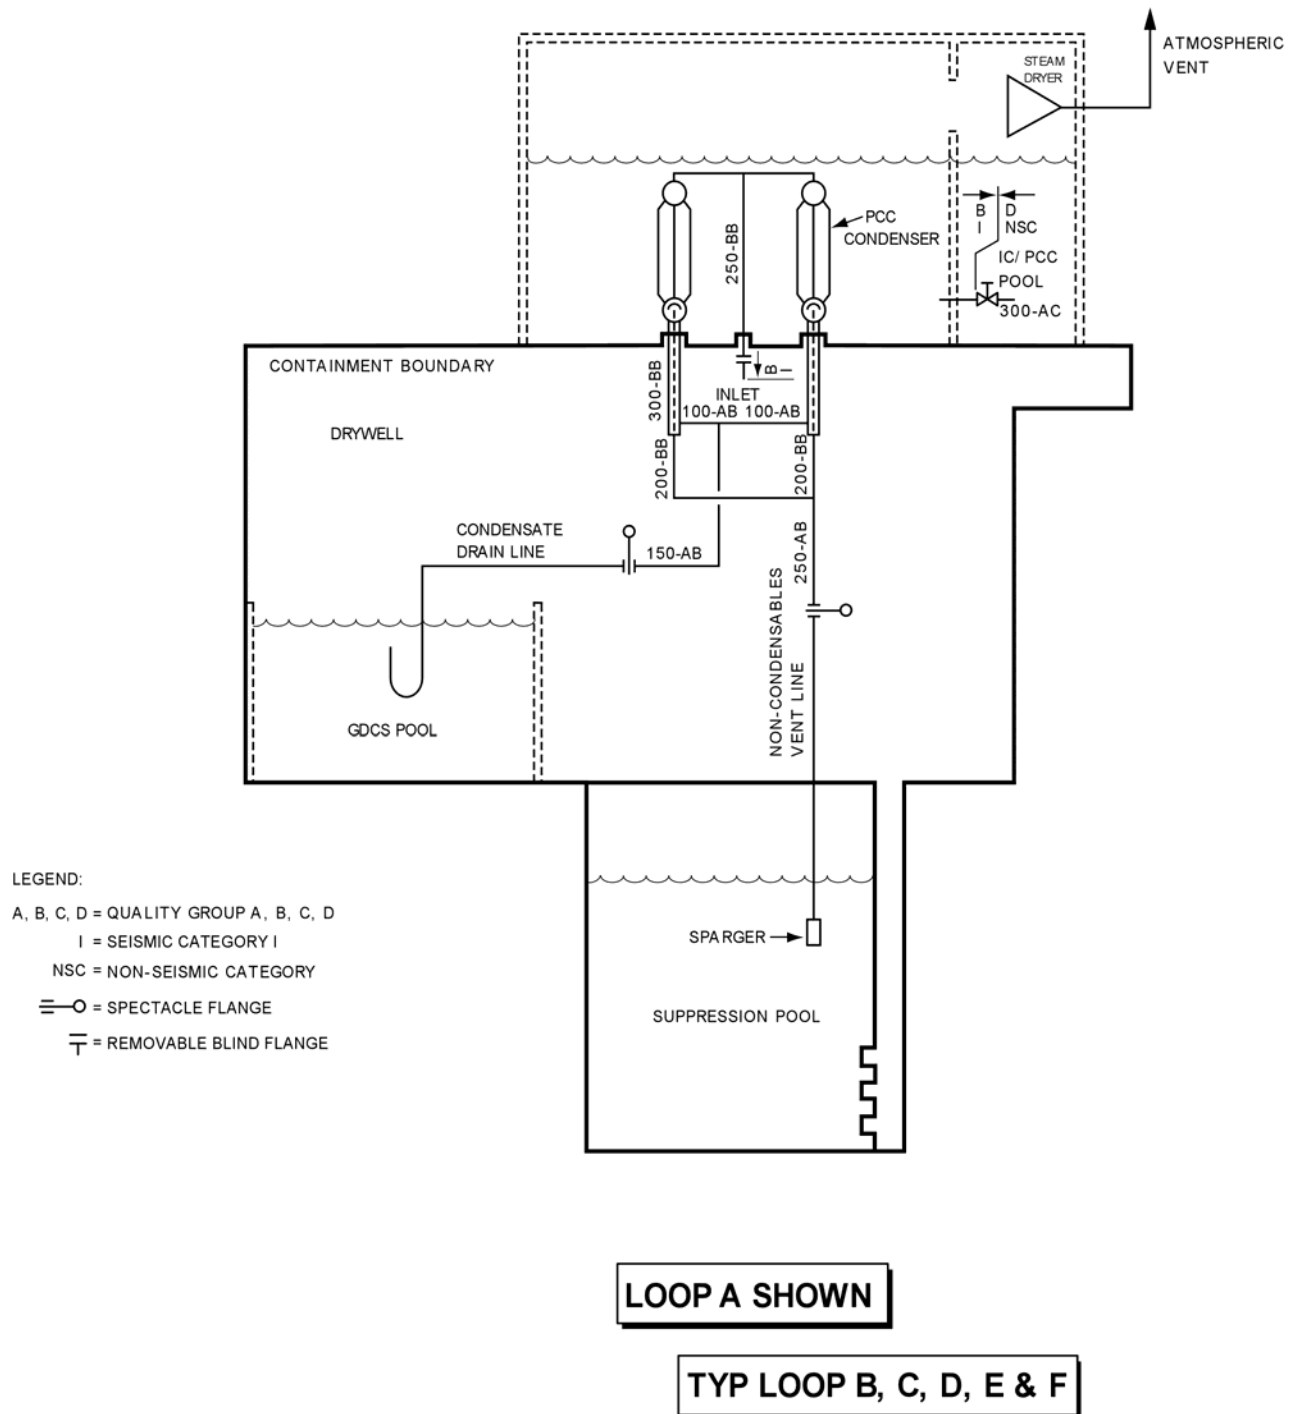 ATMOSPHERIC
VENT
STEAM
DRYER
PCC
CONDENSER
250-BB
B D
I NSC
IC/ PCC
POOL
300-AC
CONTAINMENT BOUNDARY
DRYWELL
300-BB
B
I
INLET
100-AB 100-AB
200-BB
200-BB
CONDENSATE
DRAIN LINE
150-AB
250-AB
NON-CONDENSABLES
VENT LINE
GDCS POOL
SPARGER
SUPPRESSION POOL
LEGEND:
A, B, C, D = QUALITY GROUP A, B, C, D
I = SEISMIC CATEGORY I
NSC = NON-SEISMIC CATEGORY
= SPECTACLE FLANGE
= REMOVABLE BLIND FLANGE
LOOP A SHOWN
TYP LOOP B, C, D, E & F